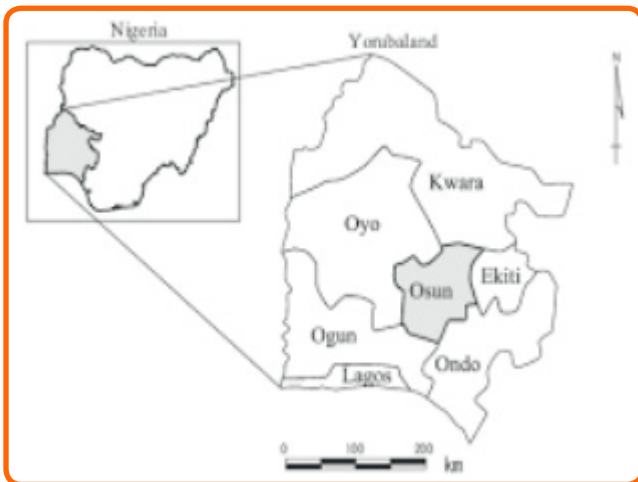 Nigeria
Yorubaland
N
Kwara
Oyo
Ekiti
Osun
Ogun
Ondo
Lagos
0 100 200
km